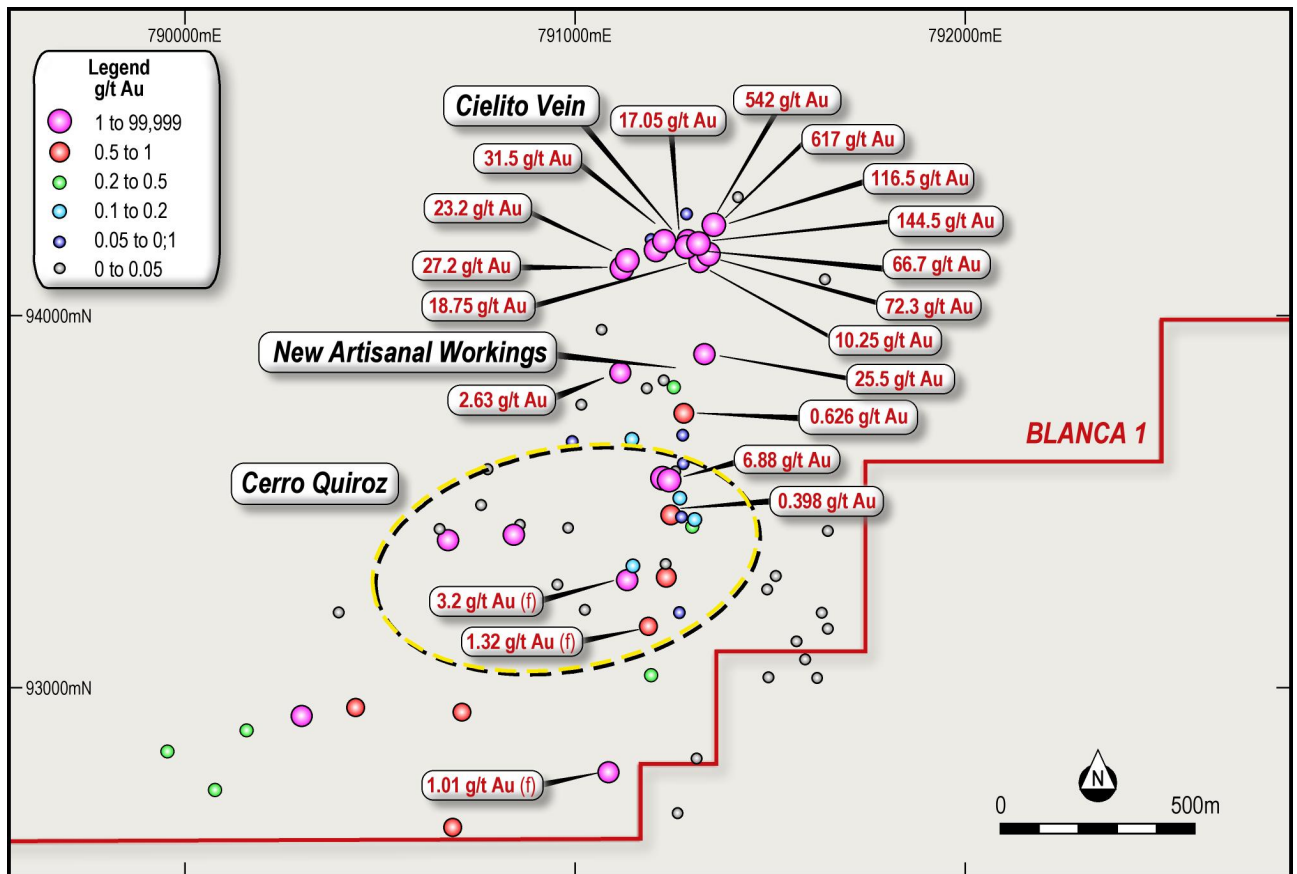 790000mE
791000mE
792000mE
Legend
g/t Au
1 to 99,999
0.5 to 1
0.2 to 0.5
0.1 to 0.2
0.05 to 0;1
0 to 0.05
Cielito Vein
17.05 g/t Au
542 g/t Au
617 g/t Au
31.5 g/t Au
116.5 g/t Au
23.2 g/t Au
144.5 g/t Au
27.2 g/t Au
66.7 g/t Au
18.75 g/t Au
72.3 g/t Au
94000mN
10.25 g/t Au
New Artisanal Workings
25.5 g/t Au
2.63 g/t Au
0.626 g/t Au
BLANCA 1
6.88 g/t Au
Cerro Quiroz
0.398 g/t Au
3.2 g/t Au (f)
1.32 g/t Au (f)
93000mN
1.01 g/t Au (f)
N
0
500m